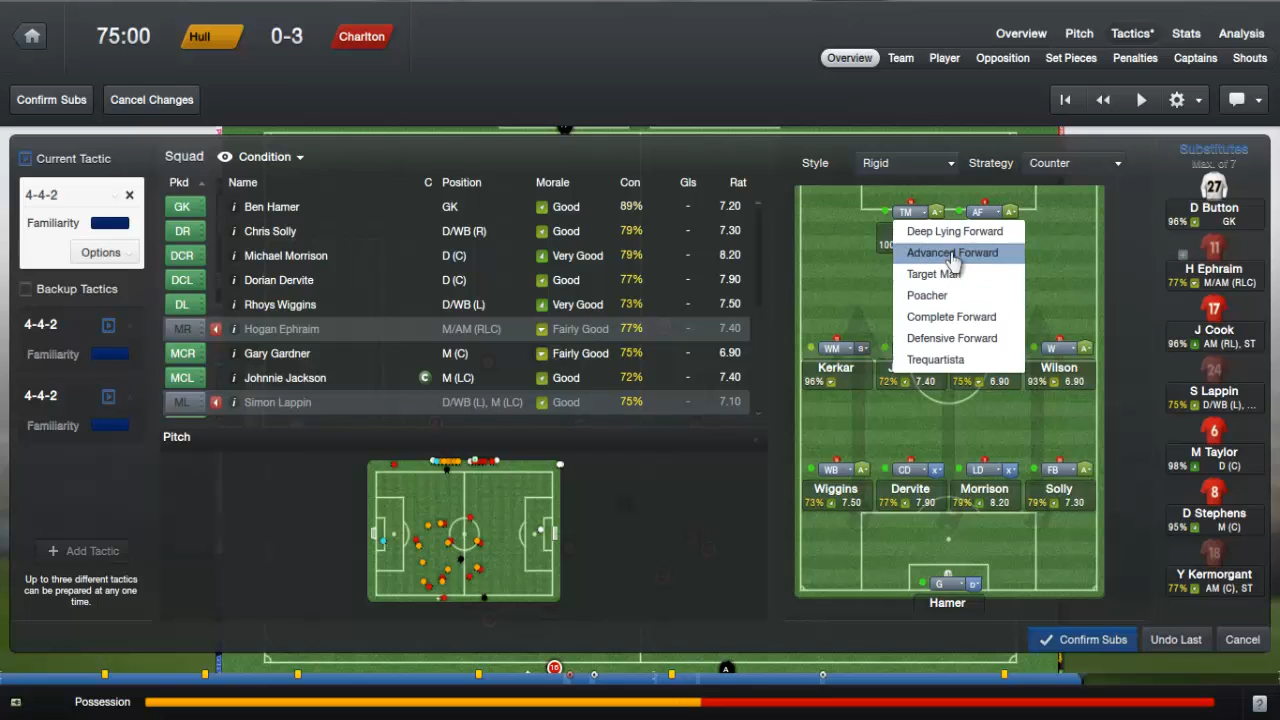 75:00 Hull 0-3 Charlton
Overview Pitch Tactics* Stats Analysis
Overview Team Player Opposition Set Pieces Penalties Captains Shouts
Confirm Subs Cancel Changes
Current Tactic
4-4-2
Familiarity
Options
Backup Tactics
4-4-2
Familiarity
4-4-2
Familiarity
Add Tactic
Up to three different tactics
can be prepared at any one
time.
Squad Condition
Pkd Name C Position Morale Con Gls Rat
GK i Ben Hamer GK Good 89% - 7.20
DR i Chris Solly D/WB (R) Good 79% - 7.30
DCR i Michael Morrison D (C) Very Good 79% - 8.20
DCL i Dorian Dervite D (C) Good 77% - 7.90
DL i Rhoys Wiggins D/WB (L) Very Good 73% - 7.50
MR i Hogan Ephraim M/AM (RLC) Fairly Good 77% - 7.40
MCR i Gary Gardner M (C) Fairly Good 75% - 6.90
MCL i Johnnie Jackson C M (LC) Good 72% - 7.40
ML i Simon Lappin D/WB (L), M (LC) Good 75% - 7.10
Pitch
Style Rigid Strategy Counter
TM A AF A
100
Deep Lying Forward
Advanced Forward
Target Man
Poacher
Complete Forward
Defensive Forward
Trequartista
WM S W A
Kerkar Wilson
96% 72% 7.40 75% 6.90 93% 6.90
WB A CD X LD X FB A
Wiggins Dervite Morrison Solly
73% 7.50 77% 7.90 79% 8.20 79% 7.30
G D
Hamer
Substitutes
Max. of 7
27
D Button
96% GK
11
H Ephraim
77% M/AM (RLC)
17
J Cook
96% AM (RL), ST
24
S Lappin
75% D/WB (L), ...
6
M Taylor
98% D (C)
8
D Stephens
95% M (C)
18
Y Kermorgant
77% AM (C), ST
Confirm Subs Undo Last Cancel
A
Possession
?